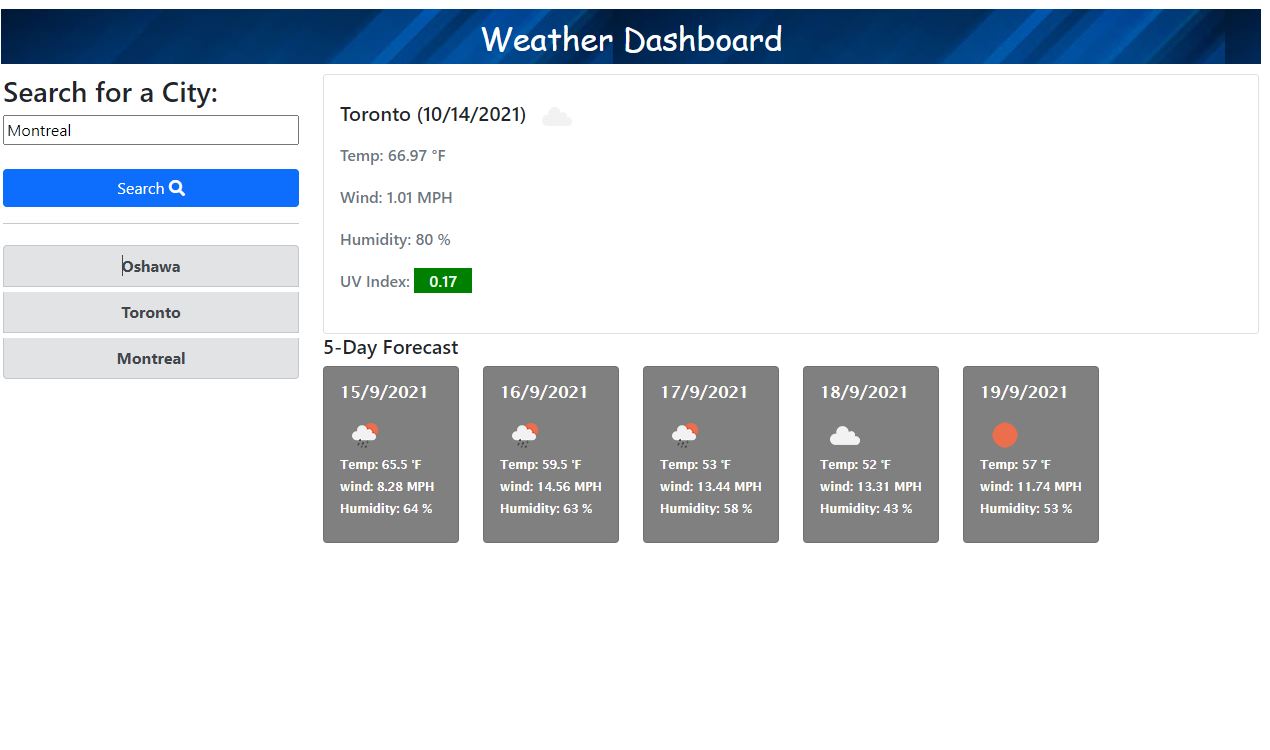 Weather Dashboard
Search for a City:
Montreal
Search
Oshawa
Toronto
Montreal
Toronto (10/14/2021)
Temp: 66.97 °F
Wind: 1.01 MPH
Humidity: 80 %
UV Index: 0.17
5-Day Forecast
15/9/2021
Temp: 65.5 °F
wind: 8.28 MPH
Humidity: 64 %
16/9/2021
Temp: 59.5 °F
wind: 14.56 MPH
Humidity: 63 %
17/9/2021
Temp: 53 °F
wind: 13.44 MPH
Humidity: 58 %
18/9/2021
Temp: 52 °F
wind: 13.31 MPH
Humidity: 43 %
19/9/2021
Temp: 57 °F
wind: 11.74 MPH
Humidity: 53 %